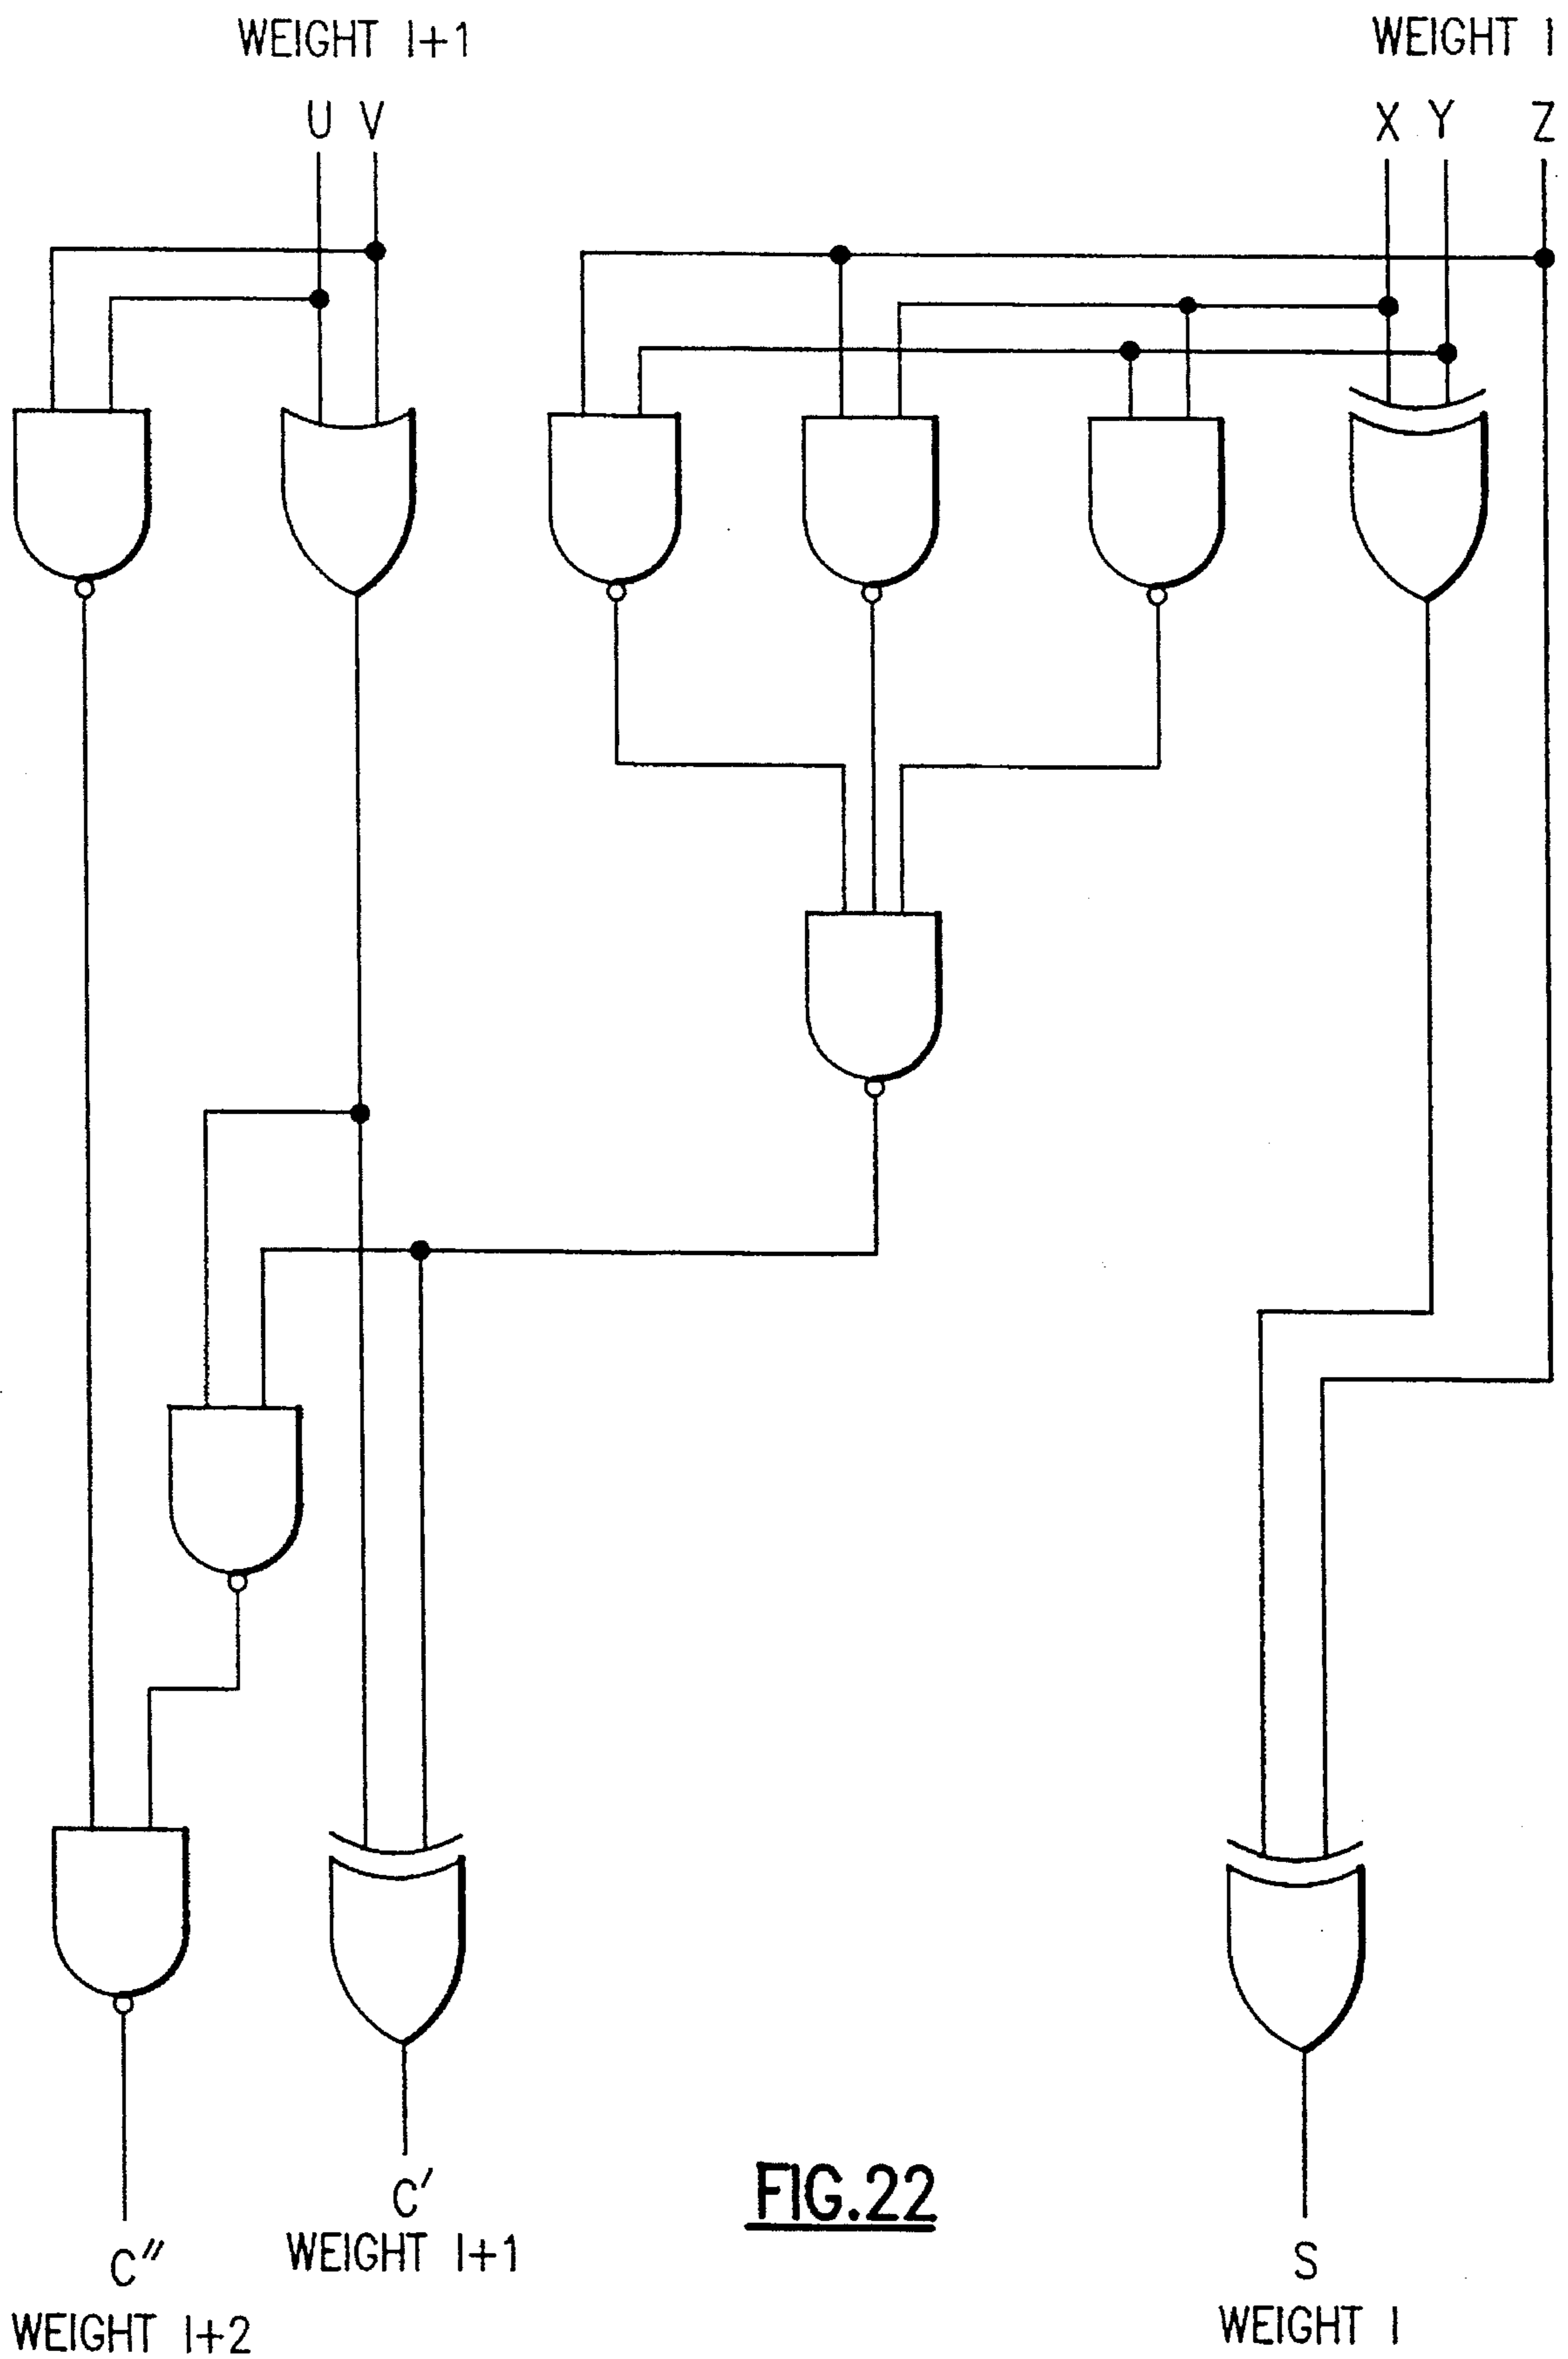 WEIGHT I+1
WEIGHT I
U V
X Y Z
C′
WEIGHT I+1
FIG.22
C″
WEIGHT I+2
S
WEIGHT I